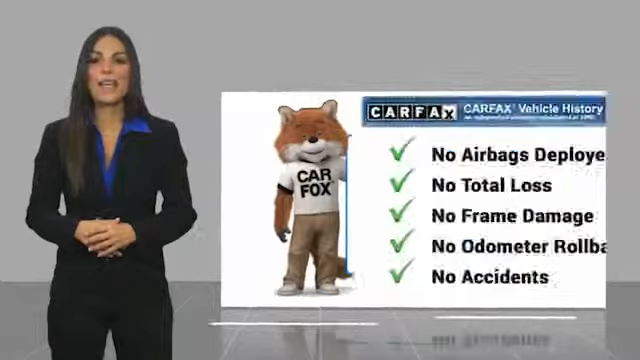 CARFAX CARFAX Vehicle History
CAR
FOX
No Airbags Deploye
No Total Loss
No Frame Damage
No Odometer Rollba
No Accidents